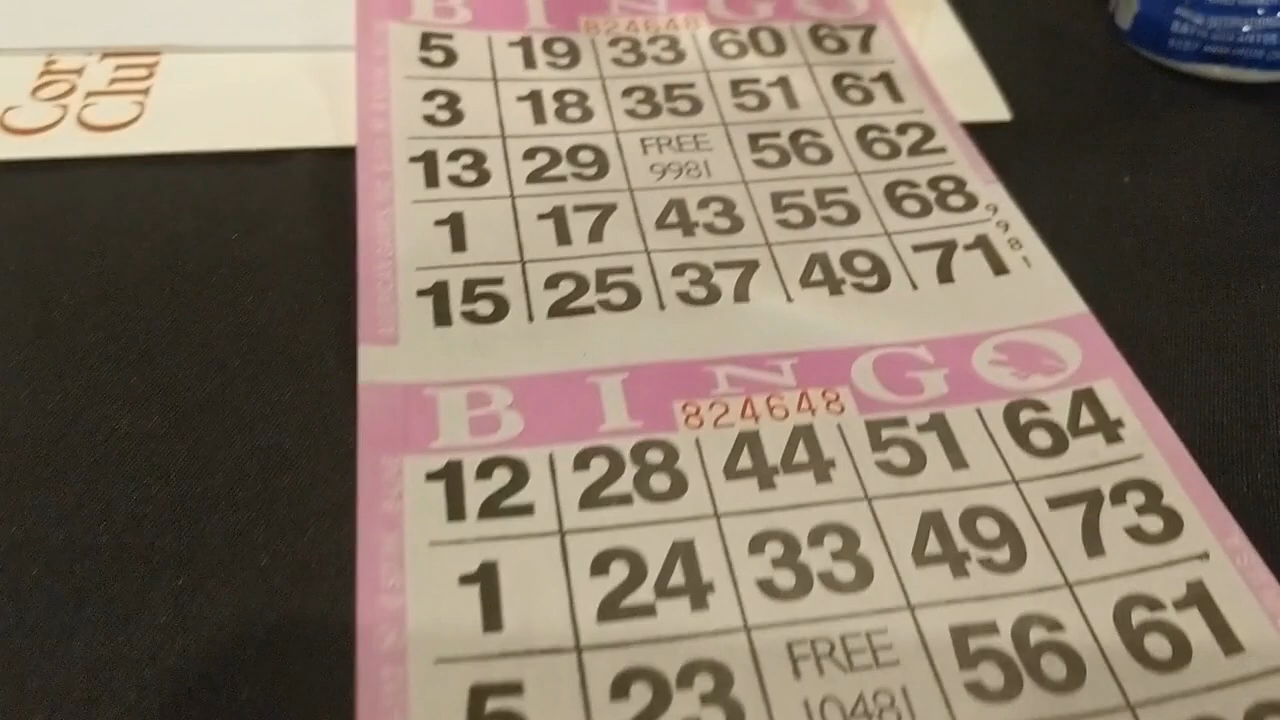 Cor
Clu
BINGO
824648
5 19 33 60 67
3 18 35 51 61
13 29 FREE 9981 56 62
1 17 43 55 68
9981
15 25 37 49 71
BINGO
824648
12 28 44 51 64
1 24 33 49 73
5 23 FREE 10481 56 61